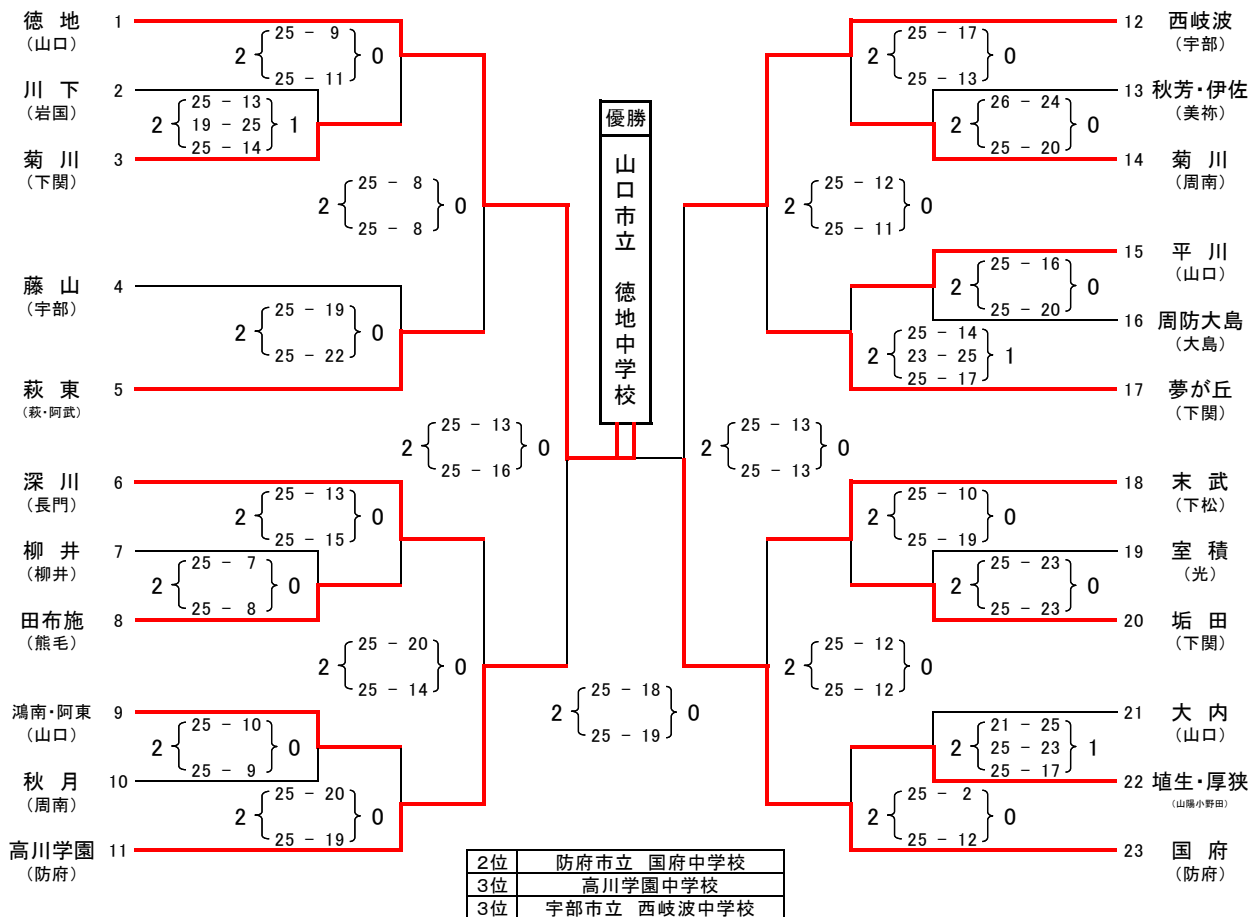 徳地 1
(山口)
25 - 9
2 0
25 - 11
川下 2
(岩国)
25 - 13
2 19 - 25 1
25 - 14
菊川 3
(下関)
25 - 8
2 0
25 - 8
藤山 4
(宇部)
25 - 19
2 0
25 - 22
萩東 5
(萩・阿武)
25 - 13
2 0
25 - 16
深川 6
(長門)
25 - 13
2 0
25 - 15
柳井 7
(柳井)
25 - 7
2 0
25 - 8
田布施 8
(熊毛)
25 - 20
2 0
25 - 14
鴻南・阿東 9
(山口)
25 - 10
2 0
25 - 9
秋月 10
(周南)
25 - 20
2 0
25 - 19
高川学園 11
(防府)
優勝
山口市立 徳地中学校
25 - 18
2 0
25 - 19
12 西岐波
(宇部)
25 - 17
2 0
25 - 13
13 秋芳・伊佐
(美祢)
26 - 24
2 0
25 - 20
14 菊川
(周南)
25 - 12
2 0
25 - 11
15 平川
(山口)
25 - 16
2 0
25 - 20
16 周防大島
(大島)
25 - 14
2 23 - 25 1
25 - 17
17 夢が丘
(下関)
25 - 13
2 0
25 - 13
18 末武
(下松)
25 - 10
2 0
25 - 19
19 室積
(光)
25 - 23
2 0
25 - 23
20 垢田
(下関)
25 - 12
2 0
25 - 12
21 大内
(山口)
21 - 25
2 25 - 23 1
25 - 17
22 埴生・厚狭
(山陽小野田)
25 - 2
2 0
25 - 12
23 国府
(防府)
2位 防府市立 国府中学校
3位 高川学園中学校
3位 宇部市立 西岐波中学校